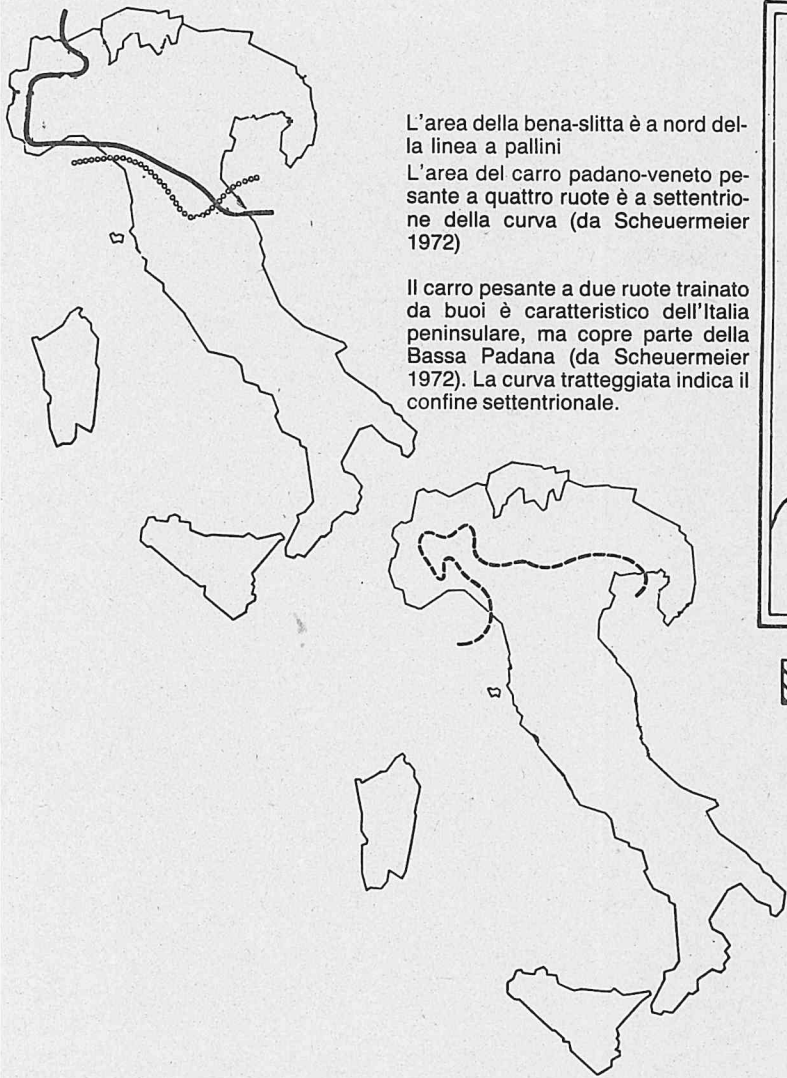 L'area della bena-slitta è a nord del-
la linea a pallini
L'area del carro padano-veneto pe-
sante a quattro ruote è a settentrio-
ne della curva (da Scheuermeier
1972)
Il carro pesante a due ruote trainato
da buoi è caratteristico dell'Italia
peninsulare, ma copre parte della
Bassa Padana (da Scheuermeier
1972). La curva tratteggiata indica il
confine settentrionale.